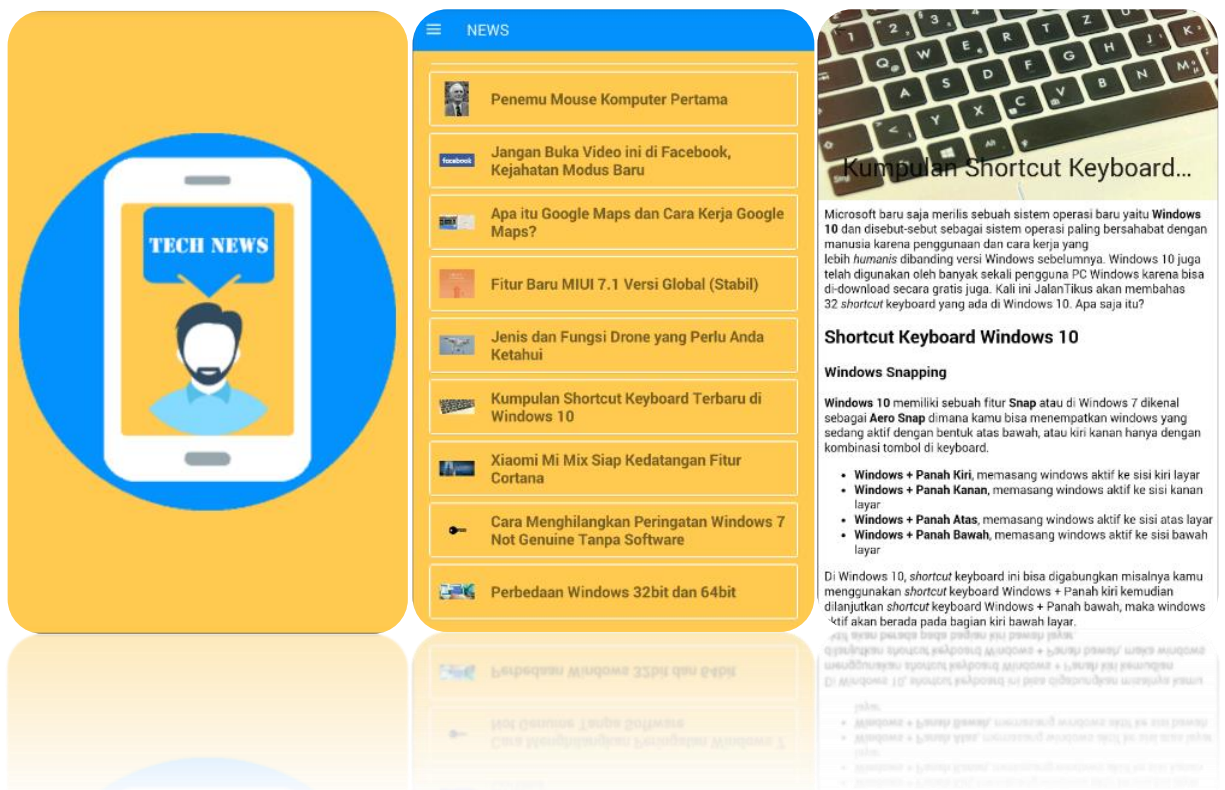 TECH NEWS
NEWS
Penemu Mouse Komputer Pertama
facebook
Jangan Buka Video ini di Facebook,
Kejahatan Modus Baru
Apa itu Google Maps dan Cara Kerja Google
Maps?
Fitur Baru MIUI 7.1 Versi Global (Stabil)
Jenis dan Fungsi Drone yang Perlu Anda
Ketahui
Kumpulan Shortcut Keyboard Terbaru di
Windows 10
Xiaomi Mi Mix Siap Kedatangan Fitur
Cortana
Cara Menghilangkan Peringatan Windows 7
Not Genuine Tanpa Software
Perbedaan Windows 32bit dan 64bit
Kumpulan Shortcut Keyboard...
Microsoft baru saja merilis sebuah sistem operasi baru yaitu Windows
10 dan disebut-sebut sebagai sistem operasi paling bersahabat dengan
manusia karena penggunaan dan cara kerja yang
lebih humanis dibanding versi Windows sebelumnya. Windows 10 juga
telah digunakan oleh banyak sekali pengguna PC Windows karena bisa
di-download secara gratis juga. Kali ini JalanTikus akan membahas
32 shortcut keyboard yang ada di Windows 10. Apa saja itu?
Shortcut Keyboard Windows 10
Windows Snapping
Windows 10 memiliki sebuah fitur Snap atau di Windows 7 dikenal
sebagai Aero Snap dimana kamu bisa menempatkan windows yang
sedang aktif dengan bentuk atas bawah, atau kiri kanan hanya dengan
kombinasi tombol di keyboard.
• Windows + Panah Kiri, memasang windows aktif ke sisi kiri layar
• Windows + Panah Kanan, memasang windows aktif ke sisi kanan
layar
• Windows + Panah Atas, memasang windows aktif ke sisi atas layar
• Windows + Panah Bawah, memasang windows aktif ke sisi bawah
layar
Di Windows 10, shortcut keyboard ini bisa digabungkan misalnya kamu
menggunakan shortcut keyboard Windows + Panah kiri kemudian
dilanjutkan shortcut keyboard Windows + Panah bawah, maka windows
aktif akan berada pada bagian kiri bawah layar.